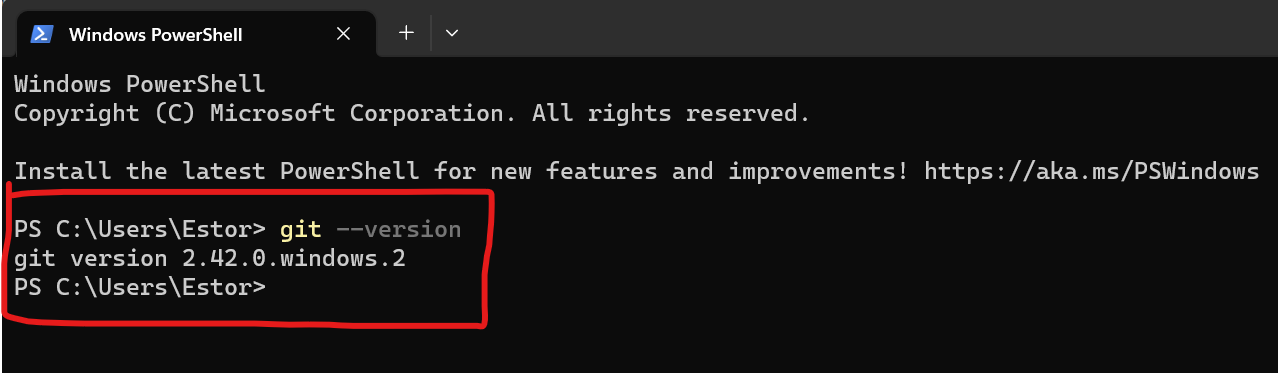 Windows PowerShell
Windows PowerShell
Copyright (C) Microsoft Corporation. All rights reserved.
Install the latest PowerShell for new features and improvements! https://aka.ms/PSWindows
PS C:\Users\Estor> git --version
git version 2.42.0.windows.2
PS C:\Users\Estor>